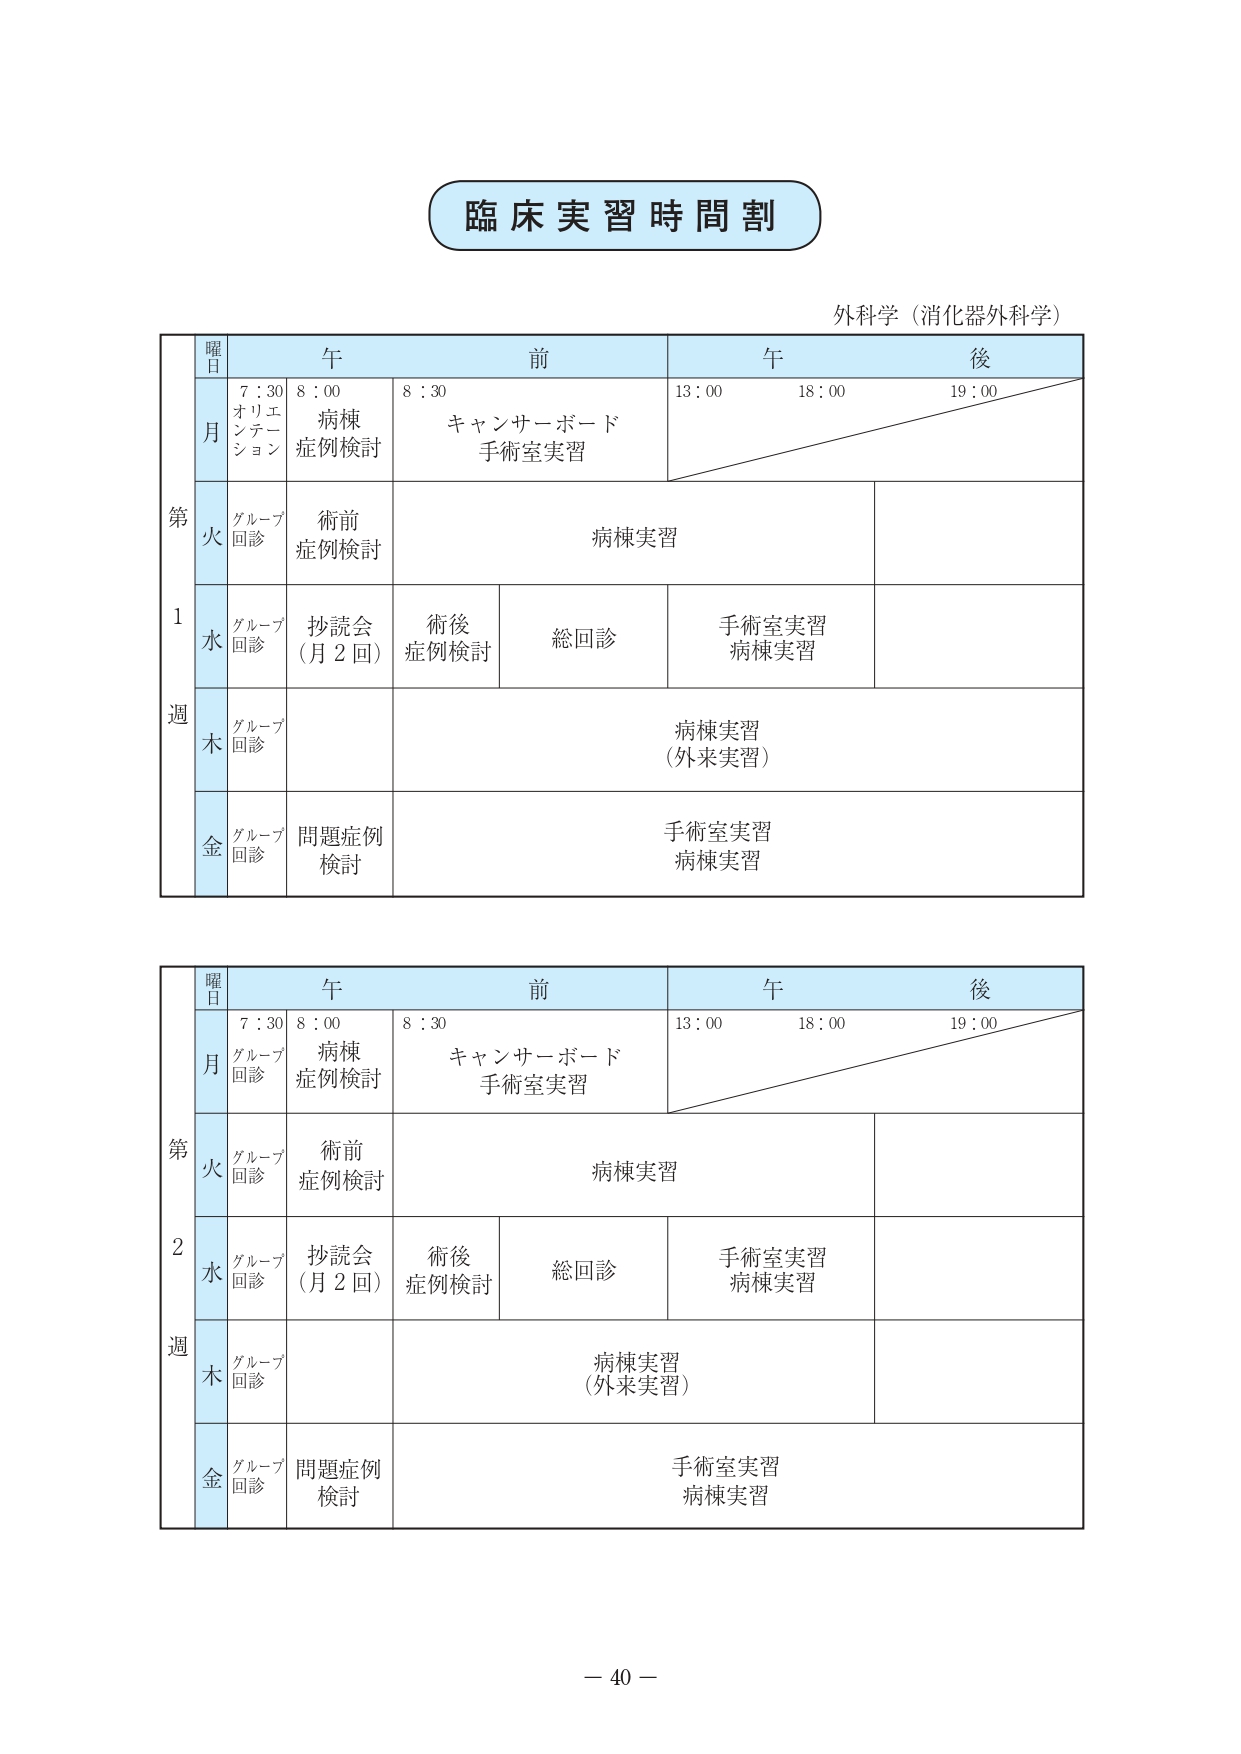 臨床実習時間割
外科学（消化器外科学）
曜日 午 前 午 後
第1週
月
7：30 8：00 8：30 13：00 18：00 19：00
オリエ
ンテー
ション
病棟
症例検討
キャンサーボード
手術室実習
火
グループ
回診
術前
症例検討
病棟実習
水
グループ
回診
抄読会
（月2回）
術後
症例検討
総回診
手術室実習
病棟実習
木
グループ
回診
病棟実習
（外来実習）
金
グループ
回診
問題症例
検討
手術室実習
病棟実習
曜日 午 前 午 後
第2週
月
7：30 8：00 8：30 13：00 18：00 19：00
グループ
回診
病棟
症例検討
キャンサーボード
手術室実習
火
グループ
回診
術前
症例検討
病棟実習
水
グループ
回診
抄読会
（月2回）
術後
症例検討
総回診
手術室実習
病棟実習
木
グループ
回診
病棟実習
（外来実習）
金
グループ
回診
問題症例
検討
手術室実習
病棟実習
― 40 ―